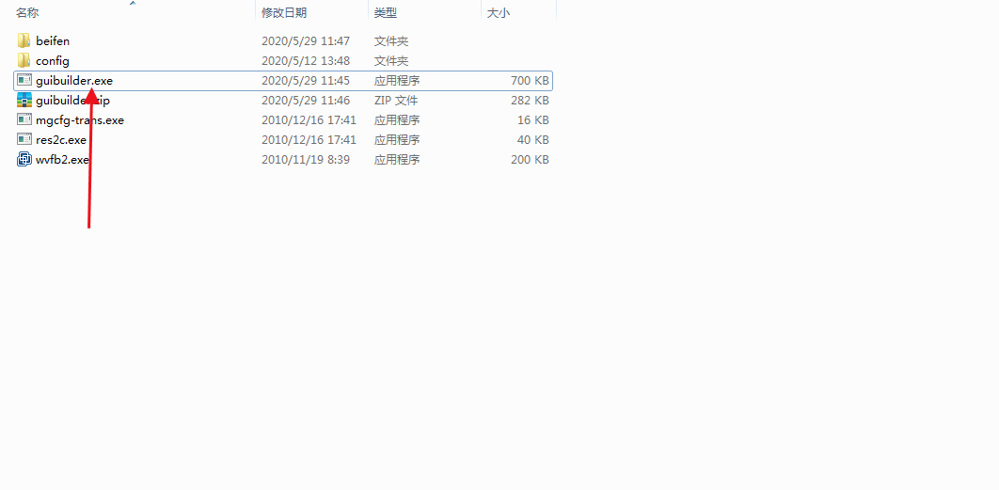 名称 修改日期 类型 大小
beifen 2020/5/29 11:47 文件夹
config 2020/5/12 13:48 文件夹
guibuilder.exe 2020/5/29 11:45 应用程序 700 KB
guibuilder.zip 2020/5/29 11:46 ZIP 文件 282 KB
mgcfg-trans.exe 2010/12/16 17:41 应用程序 16 KB
res2c.exe 2010/12/16 17:41 应用程序 40 KB
wvfb2.exe 2010/11/19 8:39 应用程序 200 KB